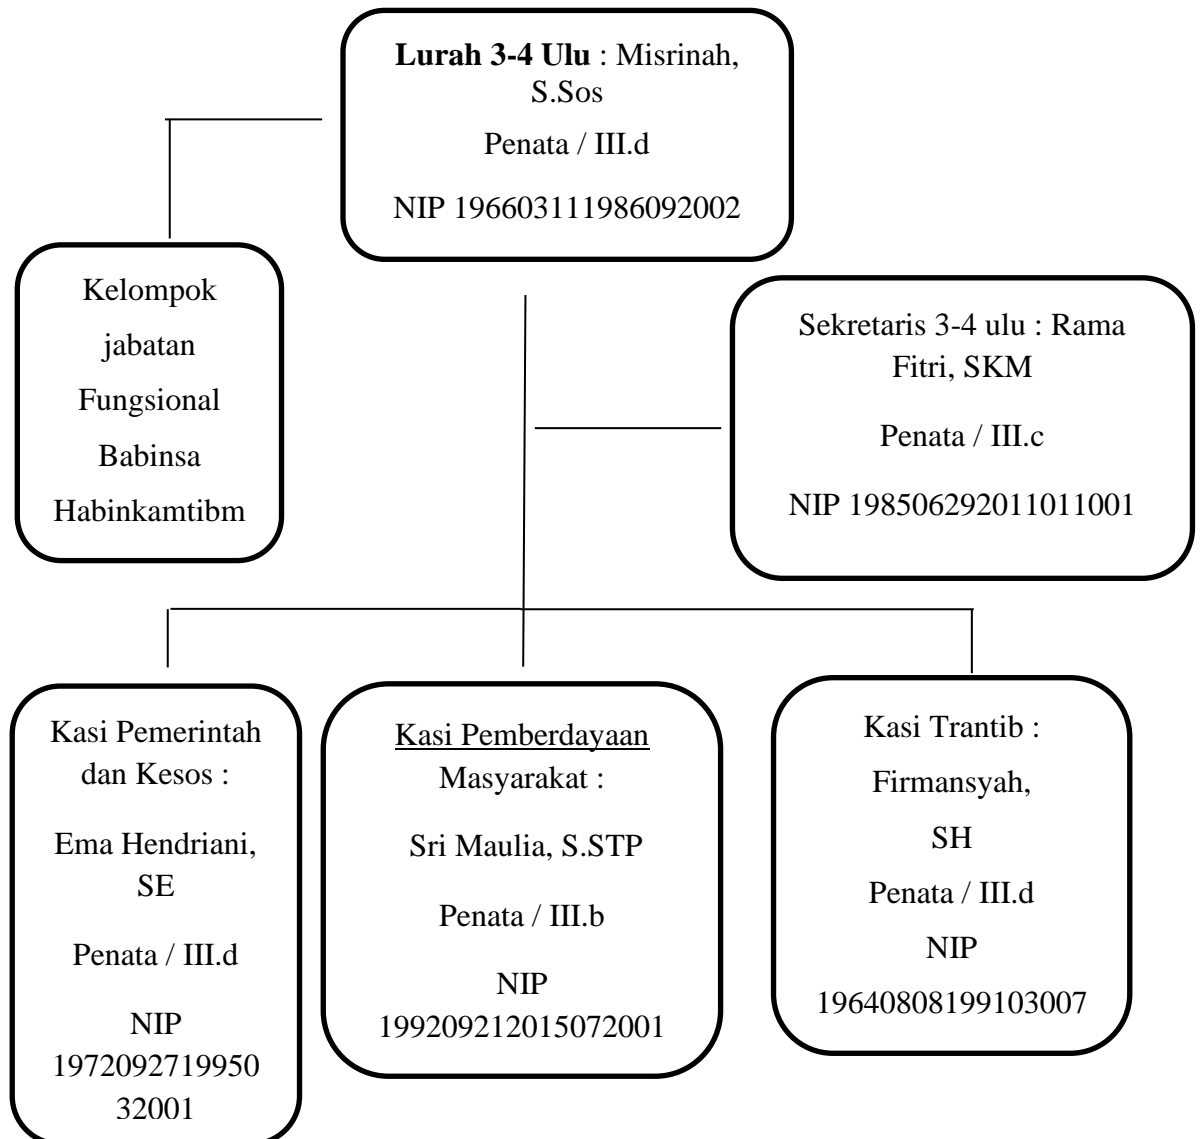 Lurah 3-4 Ulu : Misrinah,
S.Sos
Penata / III.d
NIP 196603111986092002
Kelompok
jabatan
Fungsional
Babinsa
Habinkamtibm
Sekretaris 3-4 ulu : Rama
Fitri, SKM
Penata / III.c
NIP 198506292011011001
Kasi Pemerintah
dan Kesos :
Ema Hendriani,
SE
Penata / III.d
NIP
1972092719950
32001
Kasi Pemberdayaan
Masyarakat :
Sri Maulia, S.STP
Penata / III.b
NIP
199209212015072001
Kasi Trantib :
Firmansyah,
SH
Penata / III.d
NIP
19640808199103007